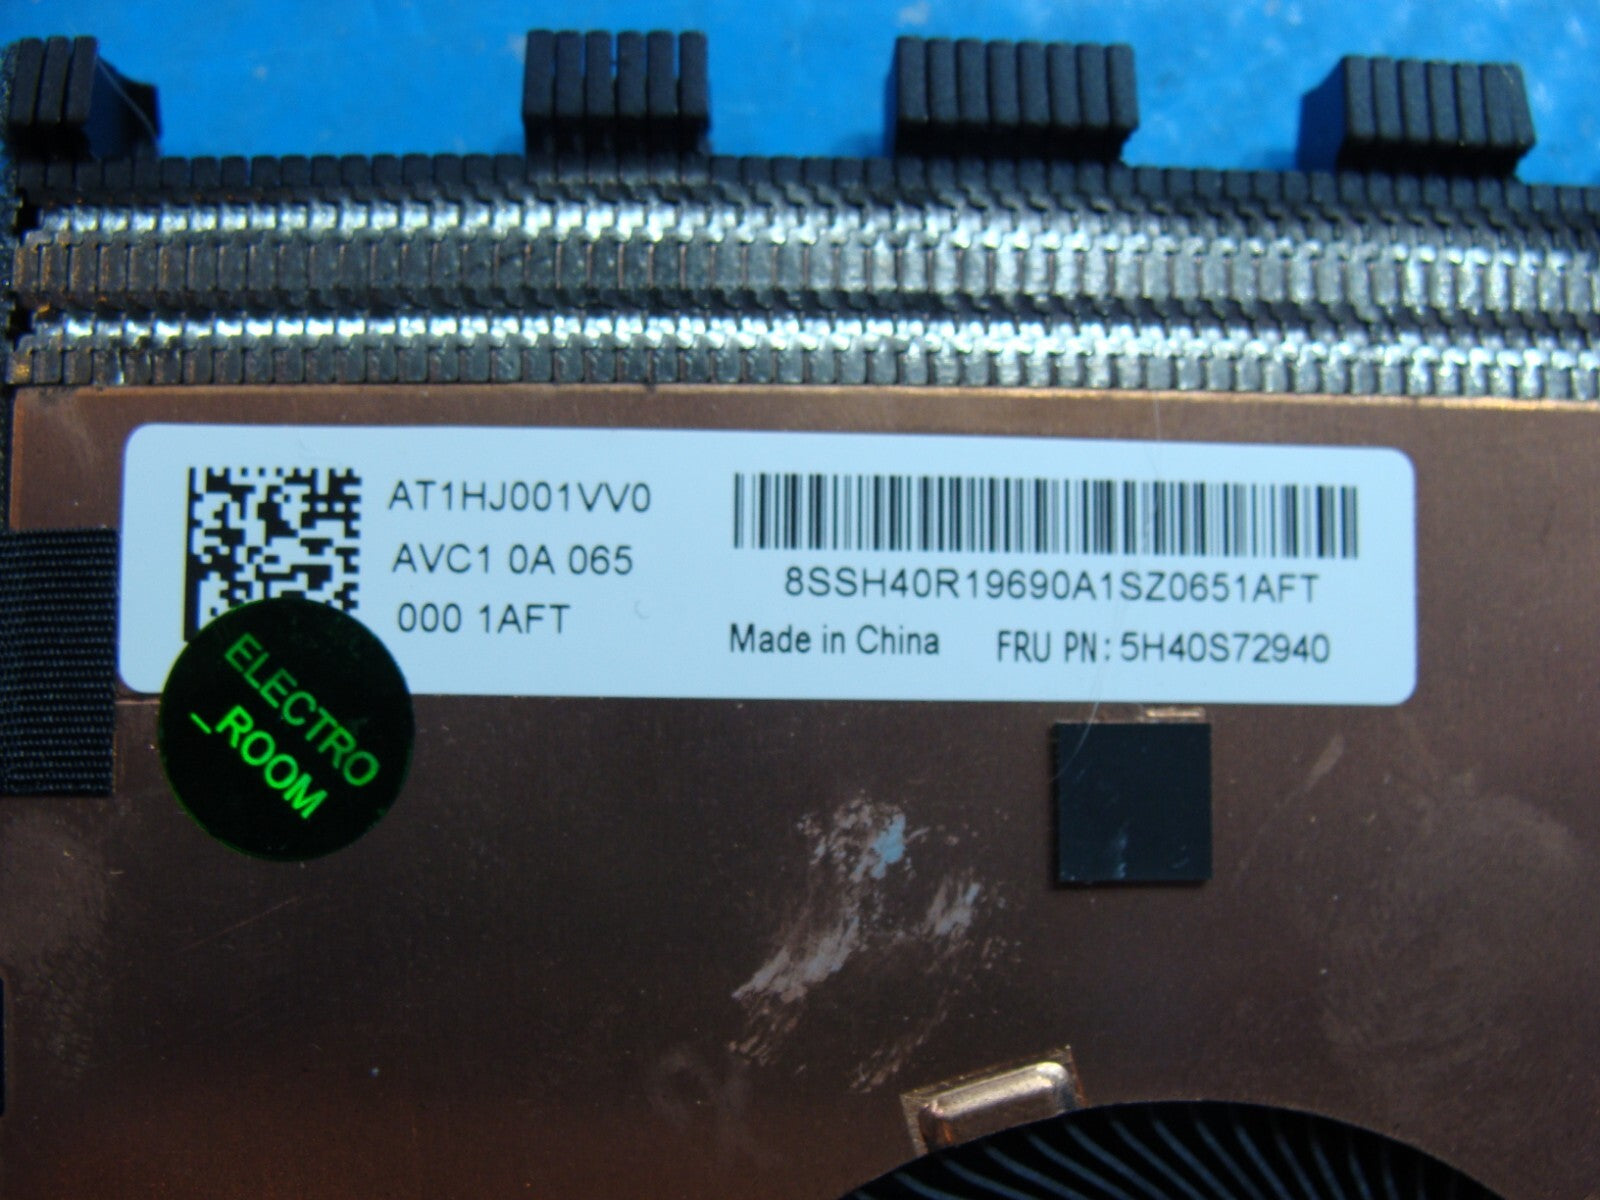 AT1HJ001VV0
AVC1 0A 065
000 1AFT
8SSH40R19690A1SZ0651AFT
Made in China FRU PN: 5H40S72940
ELECTRO
_ROOM